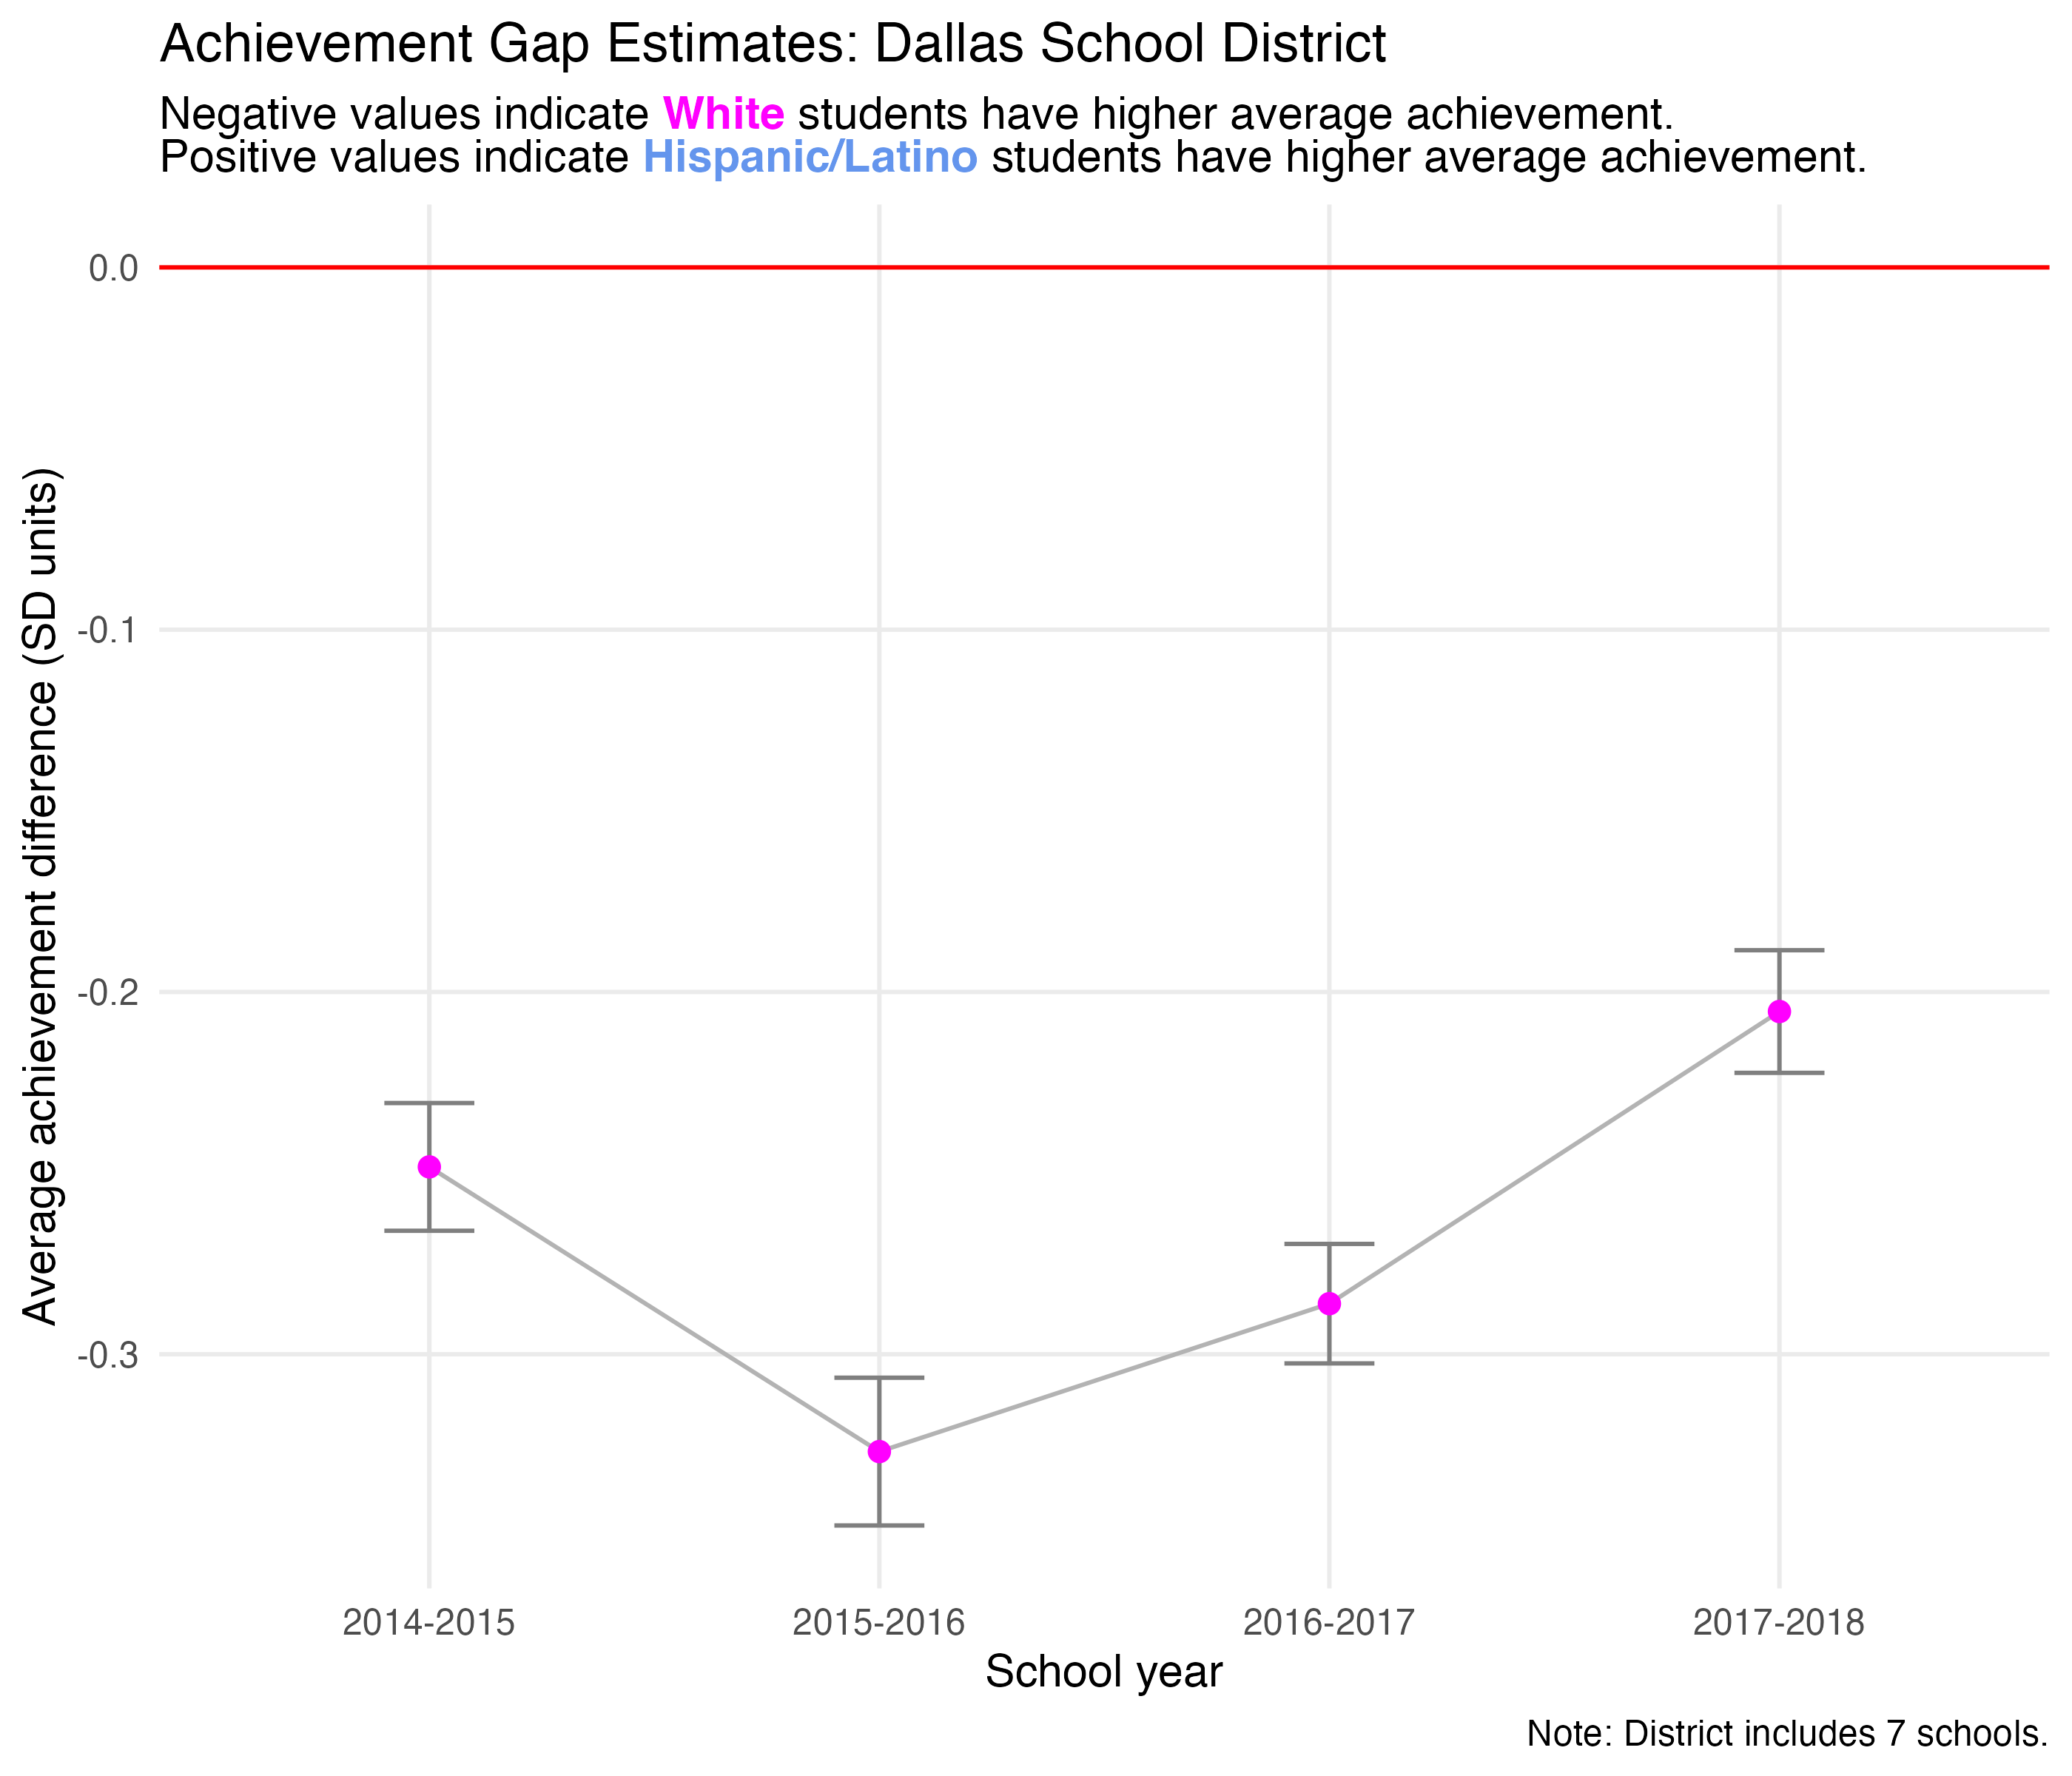 Achievement Gap Estimates: Dallas School District
Negative values indicate White students have higher average achievement.
Positive values indicate Hispanic/Latino students have higher average achievement.
Average achievement difference (SD units)
0.0
-0.1
-0.2
-0.3
2014-2015
2015-2016
2016-2017
2017-2018
School year
Note: District includes 7 schools.